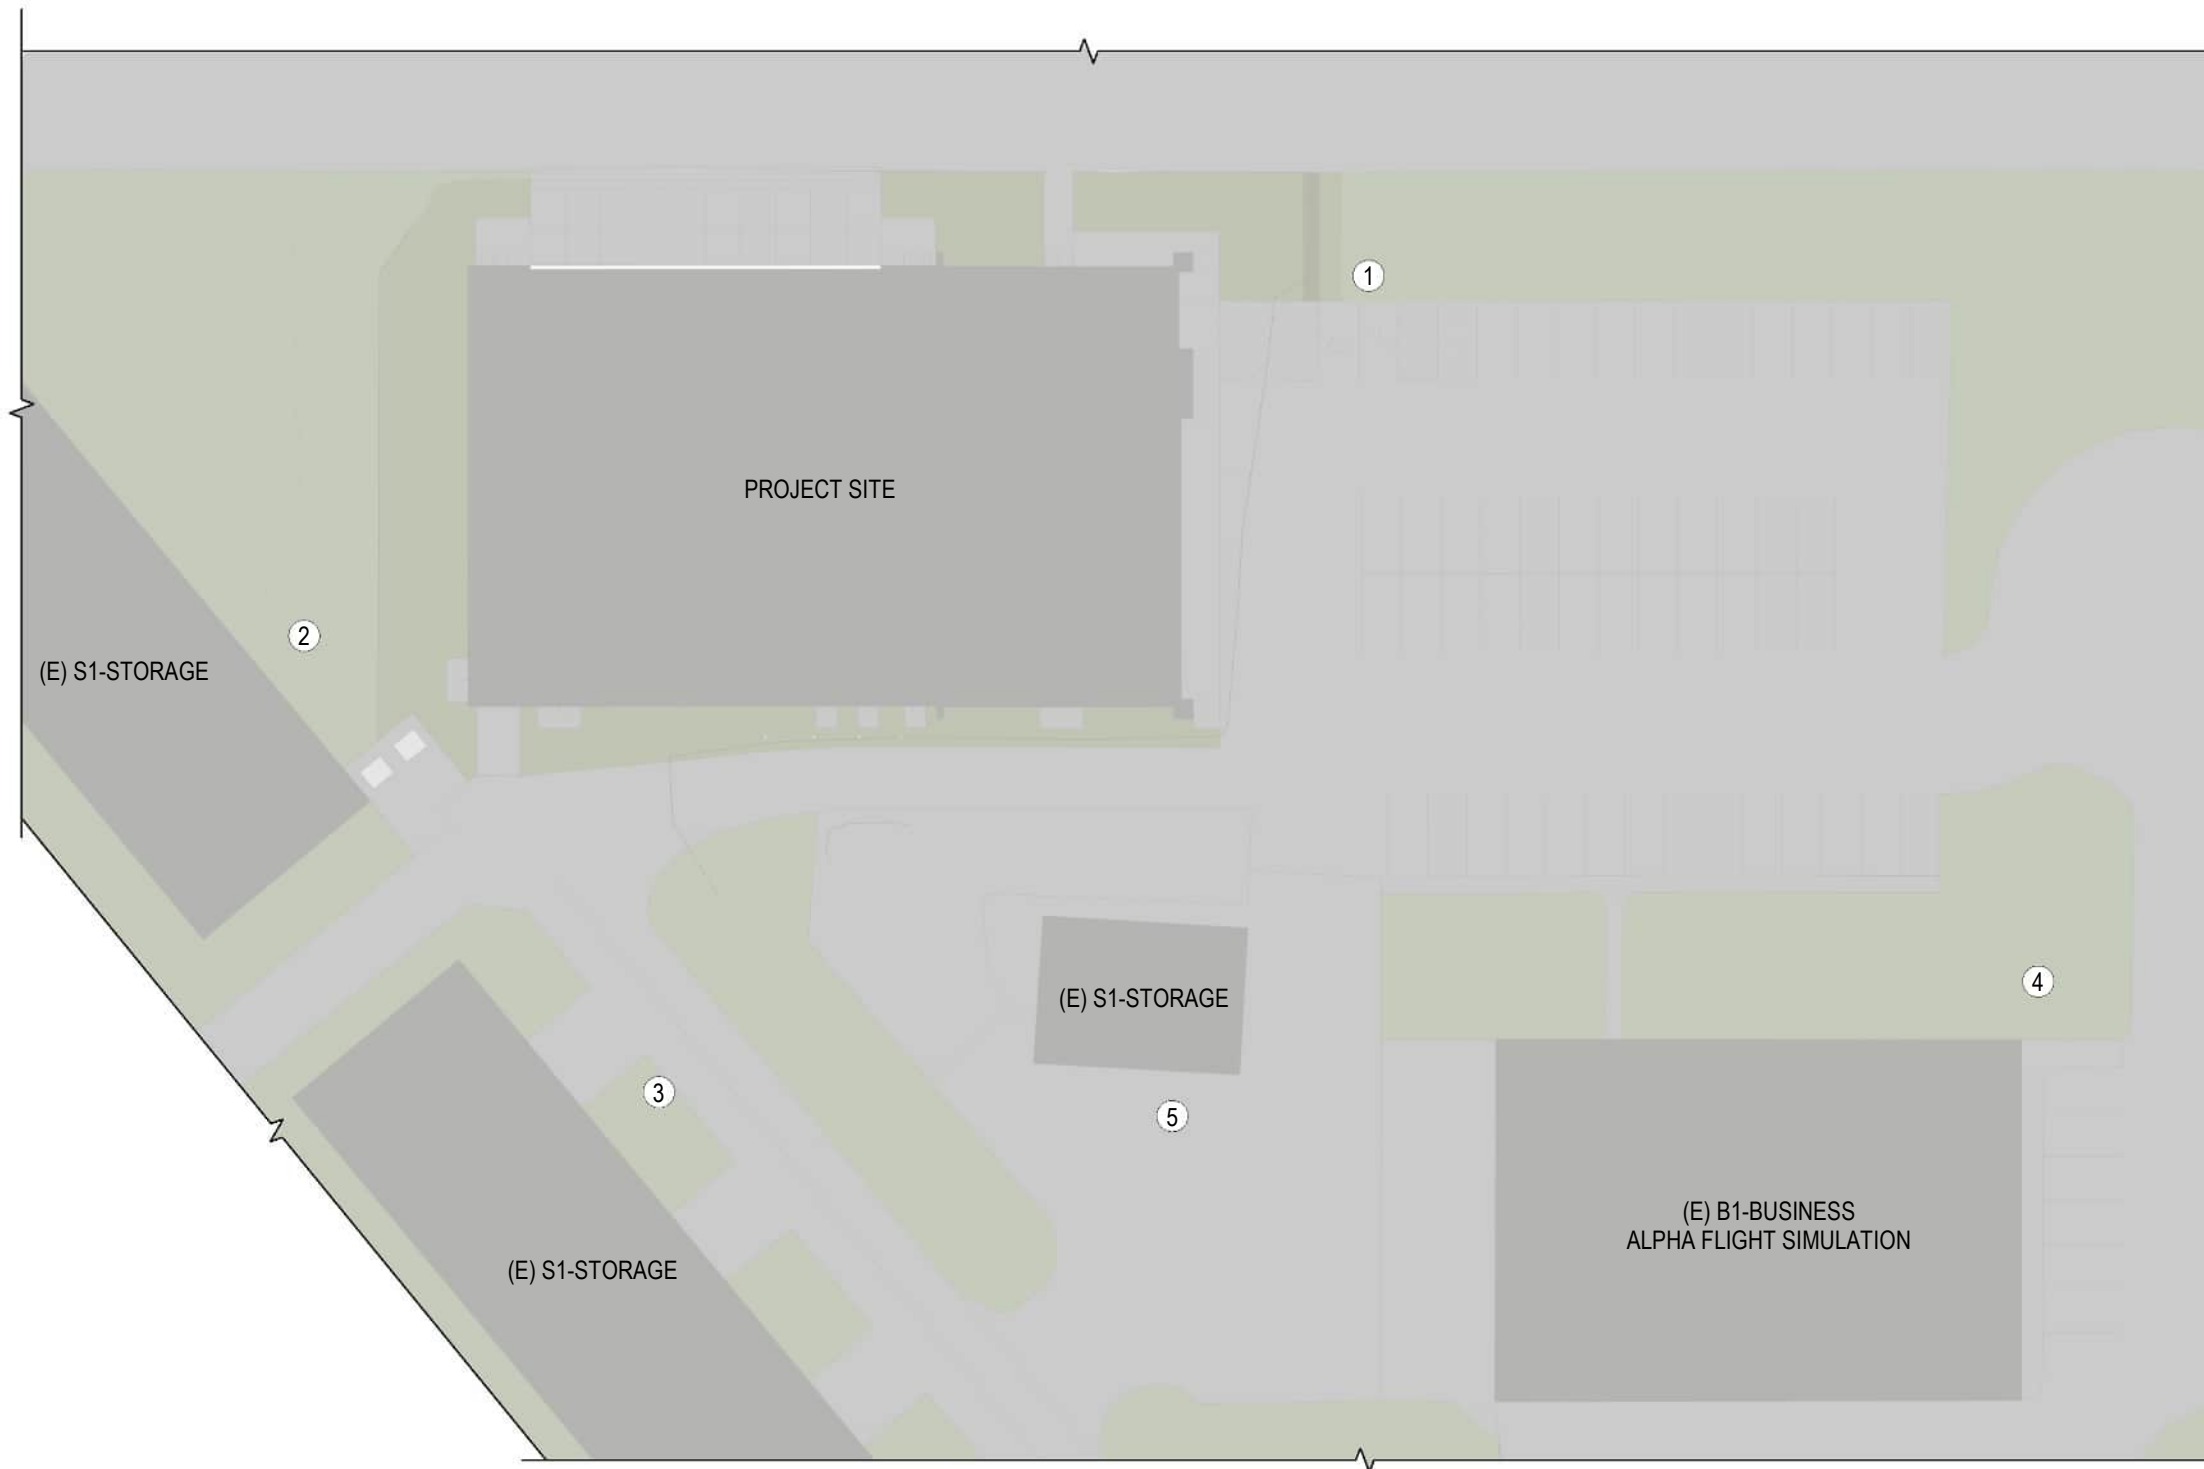 1
PROJECT SITE
2
(E) S1-STORAGE
4
(E) S1-STORAGE
3
5
(E) B1-BUSINESS
ALPHA FLIGHT SIMULATION
(E) S1-STORAGE